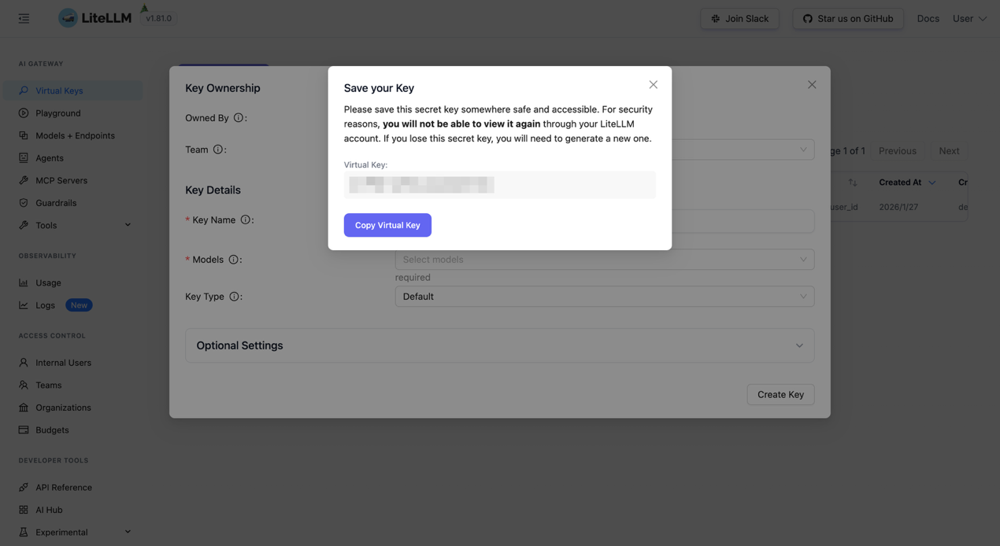 LiteLLM
v1.81.0
Join Slack
Star us on GitHub
Docs
User
AI GATEWAY
Virtual Keys
Playground
Models + Endpoints
Agents
MCP Servers
Guardrails
Tools
OBSERVABILITY
Usage
Logs New
ACCESS CONTROL
Internal Users
Teams
Organizations
Budgets
DEVELOPER TOOLS
API Reference
AI Hub
Experimental
Key Ownership
Owned By :
Team :
Key Details
* Key Name :
* Models :
Select models
required
Key Type :
Default
Optional Settings
Create Key
Save your Key
Please save this secret key somewhere safe and accessible. For security
reasons, you will not be able to view it again through your LiteLLM
account. If you lose this secret key, you will need to generate a new one.
Virtual Key:
Copy Virtual Key
1 of 1
Previous
Next
Created At
user_id
2026/1/27